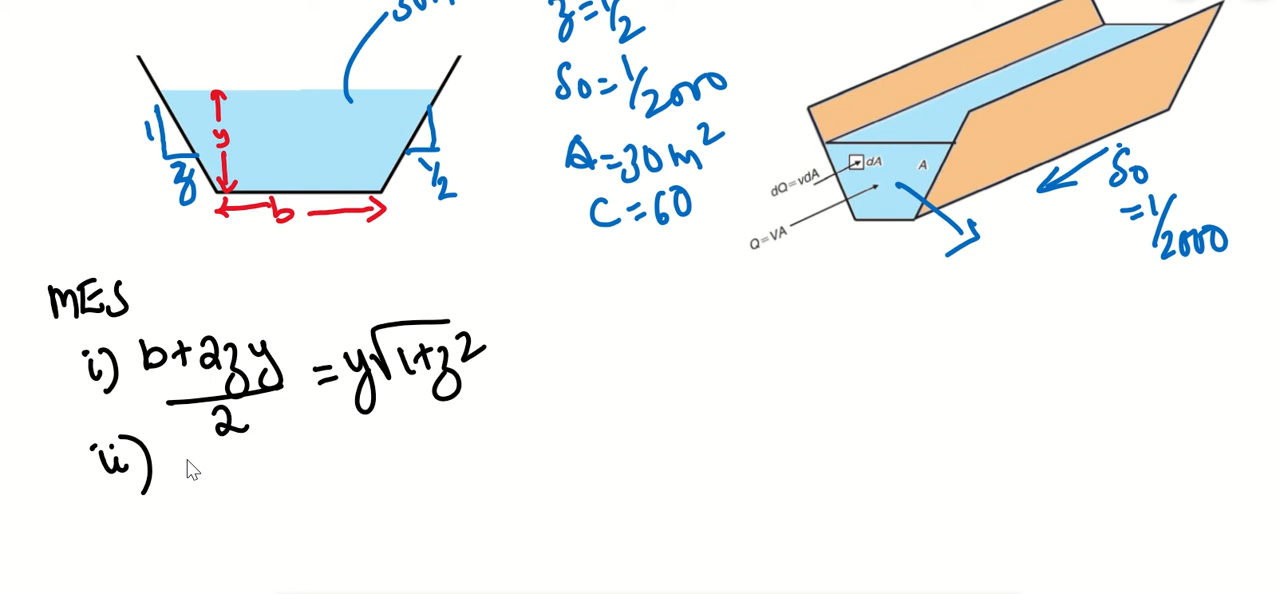 z=1/2
S0=1/2000
A=30m²
C=60
1
z
y
b
1/2
dA
A
dQ=vdA
Q=VA
S0
=1/2000
MES
i) b+2zy/2 = y√1+z²
ii)